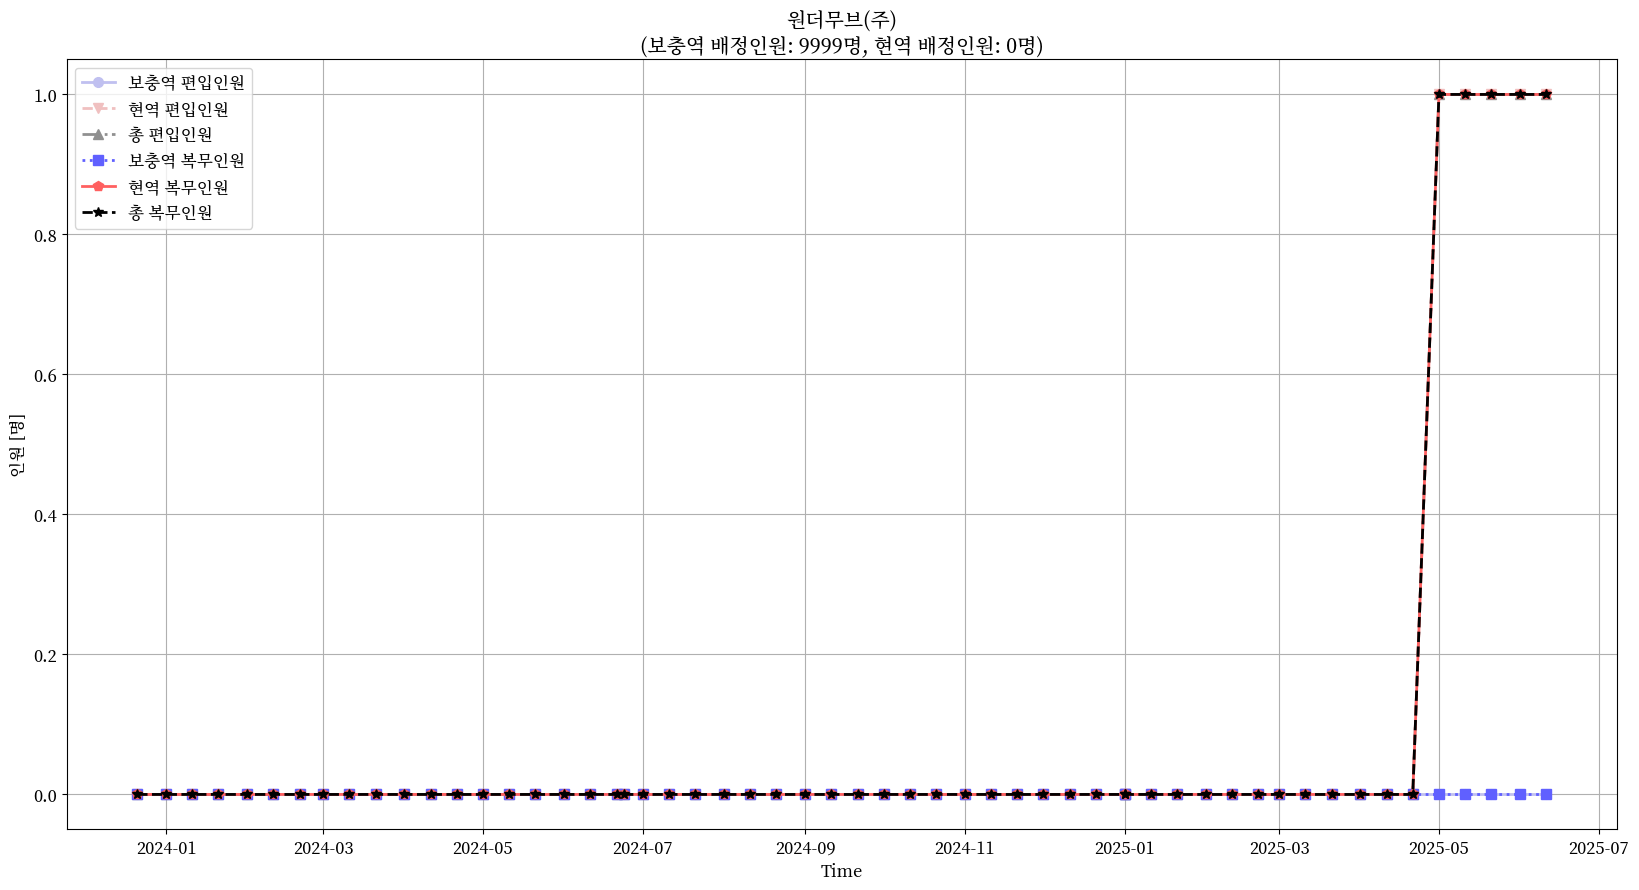 원더무브(주)
(보충역 배정인원: 9999명, 현역 배정인원: 0명)
보충역 편입인원
현역 편입인원
총 편입인원
보충역 복무인원
현역 복무인원
총 복무인원
1.0
0.8
0.6
0.4
0.2
0.0
인원 [명]
2024-01 2024-03 2024-05 2024-07 2024-09 2024-11 2025-01 2025-03 2025-05 2025-07
Time